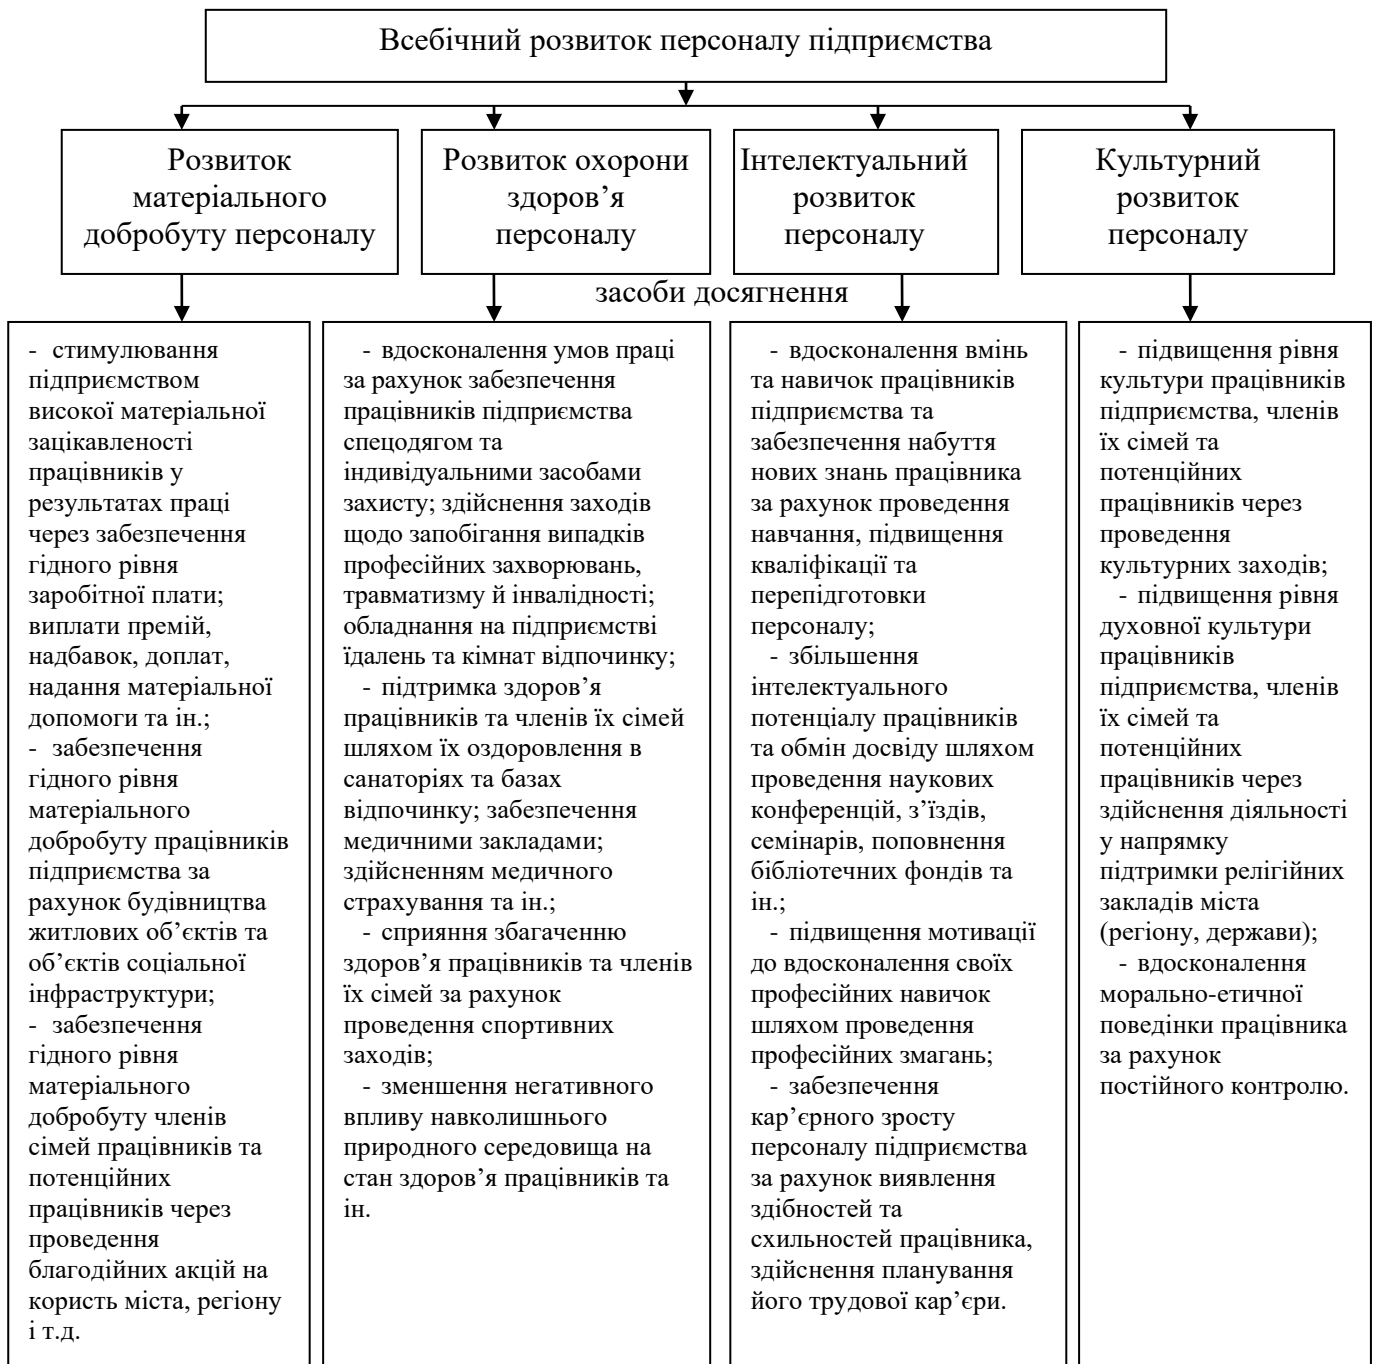 Всебічний розвиток персоналу підприємства
Розвиток
матеріального
добробуту персоналу
Розвиток охорони
здоров’я
персоналу
Інтелектуальний
розвиток
персоналу
Культурний
розвиток
персоналу
засоби досягнення
- стимулювання
підприємством
високої матеріальної
зацікавленості
працівників у
результатах праці
через забезпечення
гідного рівня
заробітної плати;
виплати премій,
надбавок, доплат,
надання матеріальної
допомоги та ін.;
- забезпечення
гідного рівня
матеріального
добробуту працівників
підприємства за
рахунок будівництва
житлових об’єктів та
об’єктів соціальної
інфраструктури;
- забезпечення
гідного рівня
матеріального
добробуту членів
сімей працівників та
потенційних
працівників через
проведення
благодійних акцій на
користь міста, регіону
і т.д.
- вдосконалення умов праці
за рахунок забезпечення
працівників підприємства
спецодягом та
індивідуальними засобами
захисту; здійснення заходів
щодо запобігання випадків
професійних захворювань,
травматизму й інвалідності;
обладнання на підприємстві
їдалень та кімнат відпочинку;
- підтримка здоров’я
працівників та членів їх сімей
шляхом їх оздоровлення в
санаторіях та базах
відпочинку; забезпечення
медичними закладами;
здійсненням медичного
страхування та ін.;
- сприяння збагаченню
здоров’я працівників та членів
їх сімей за рахунок
проведення спортивних
заходів;
- зменшення негативного
впливу навколишнього
природного середовища на
стан здоров’я працівників та
ін.
- вдосконалення вмінь
та навичок працівників
підприємства та
забезпечення набуття
нових знань працівника
за рахунок проведення
навчання, підвищення
кваліфікації та
перепідготовки
персоналу;
- збільшення
інтелектуального
потенціалу працівників
та обмін досвіду шляхом
проведення наукових
конференцій, з’їздів,
семінарів, поповнення
бібліотечних фондів та
ін.;
- підвищення мотивації
до вдосконалення своїх
професійних навичок
шляхом проведення
професійних змагань;
- забезпечення
кар’єрного зросту
персоналу підприємства
за рахунок виявлення
здібностей та
схильностей працівника,
здійснення планування
його трудової кар’єри.
- підвищення рівня
культури працівників
підприємства, членів
їх сімей та
потенційних
працівників через
проведення
культурних заходів;
- підвищення рівня
духовної культури
працівників
підприємства, членів
їх сімей та
потенційних
працівників через
здійснення діяльності
у напрямку
підтримки релігійних
закладів міста
(регіону, держави);
- вдосконалення
морально-етичної
поведінки працівника
за рахунок
постійного контролю.